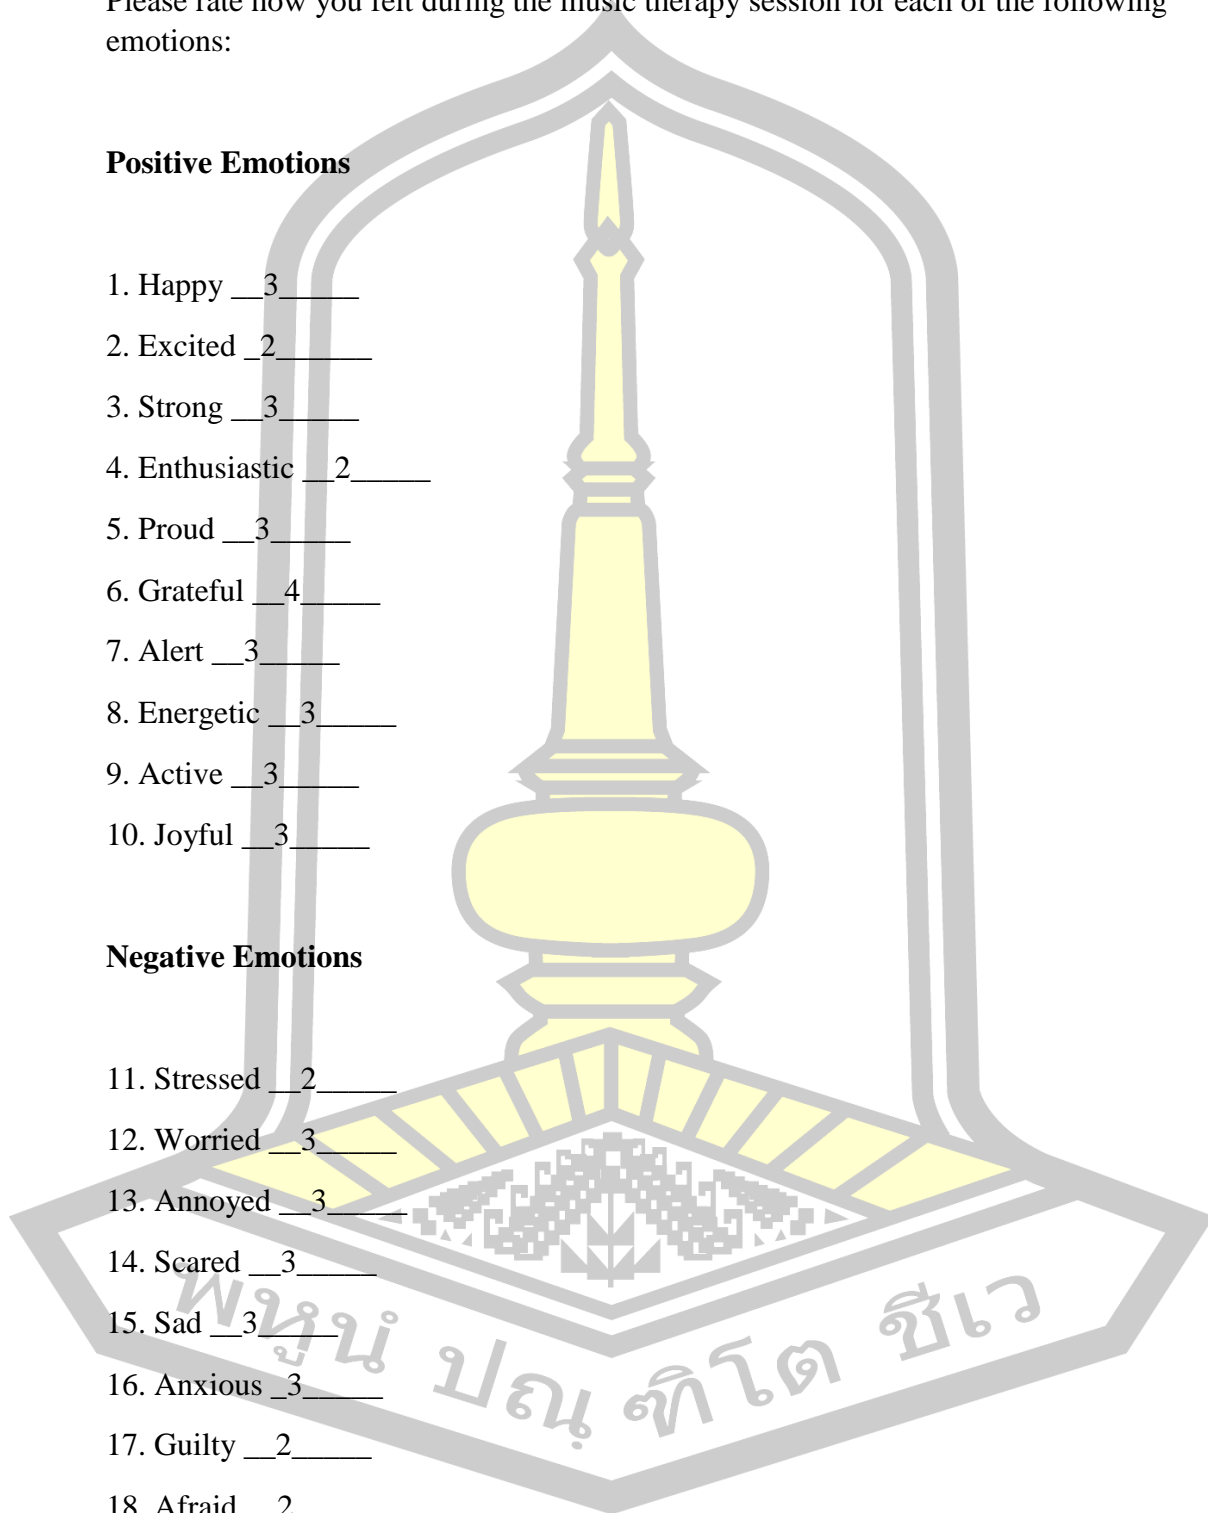 Please rate how you felt during the music therapy session for each of the following
emotions:
Positive Emotions
1. Happy __3_____
2. Excited _2______
3. Strong __3_____
4. Enthusiastic __2_____
5. Proud __3_____
6. Grateful __4_____
7. Alert __3_____
8. Energetic __3_____
9. Active __3_____
10. Joyful __3_____
Negative Emotions
11. Stressed __2_____
12. Worried __3_____
13. Annoyed __3_____
14. Scared __3_____
15. Sad __3_____
16. Anxious _3_____
17. Guilty __2_____
18. Afraid __2
พหูนํ ปณฺฑิโต ชีเว